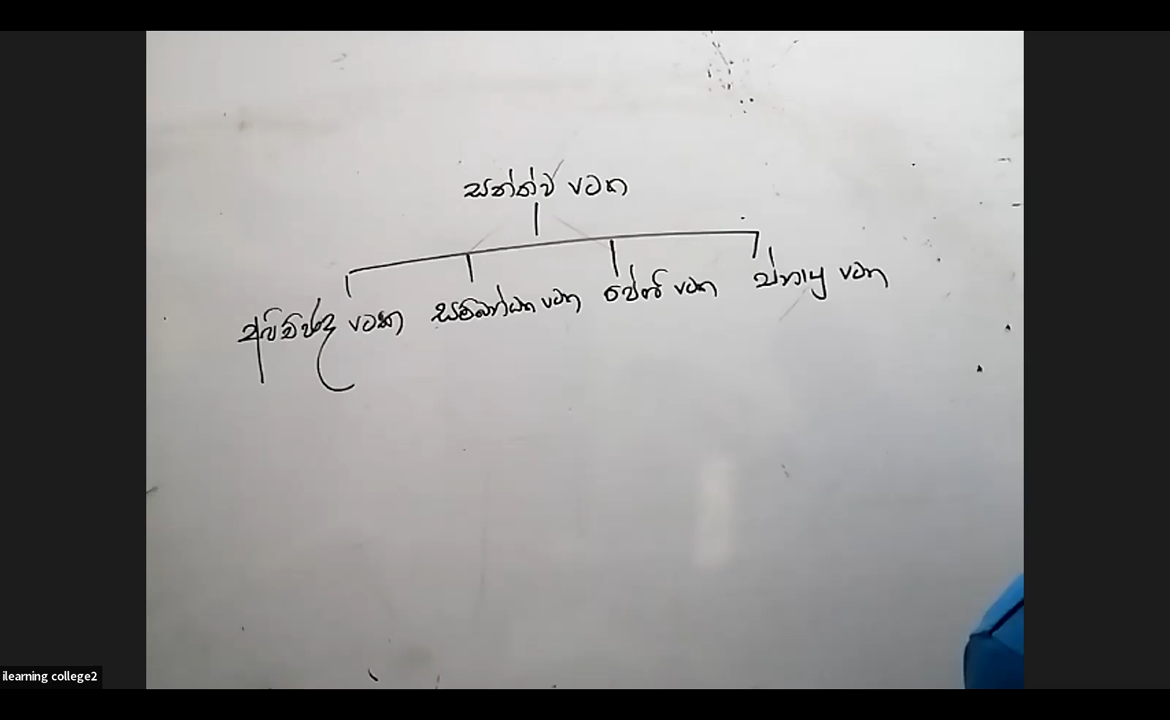 සත්ත්ව පටක
අපිච්ඡද පටක සම්බන්ධක පටක පේශි පටක ස්නායු පටක
ilearning college2